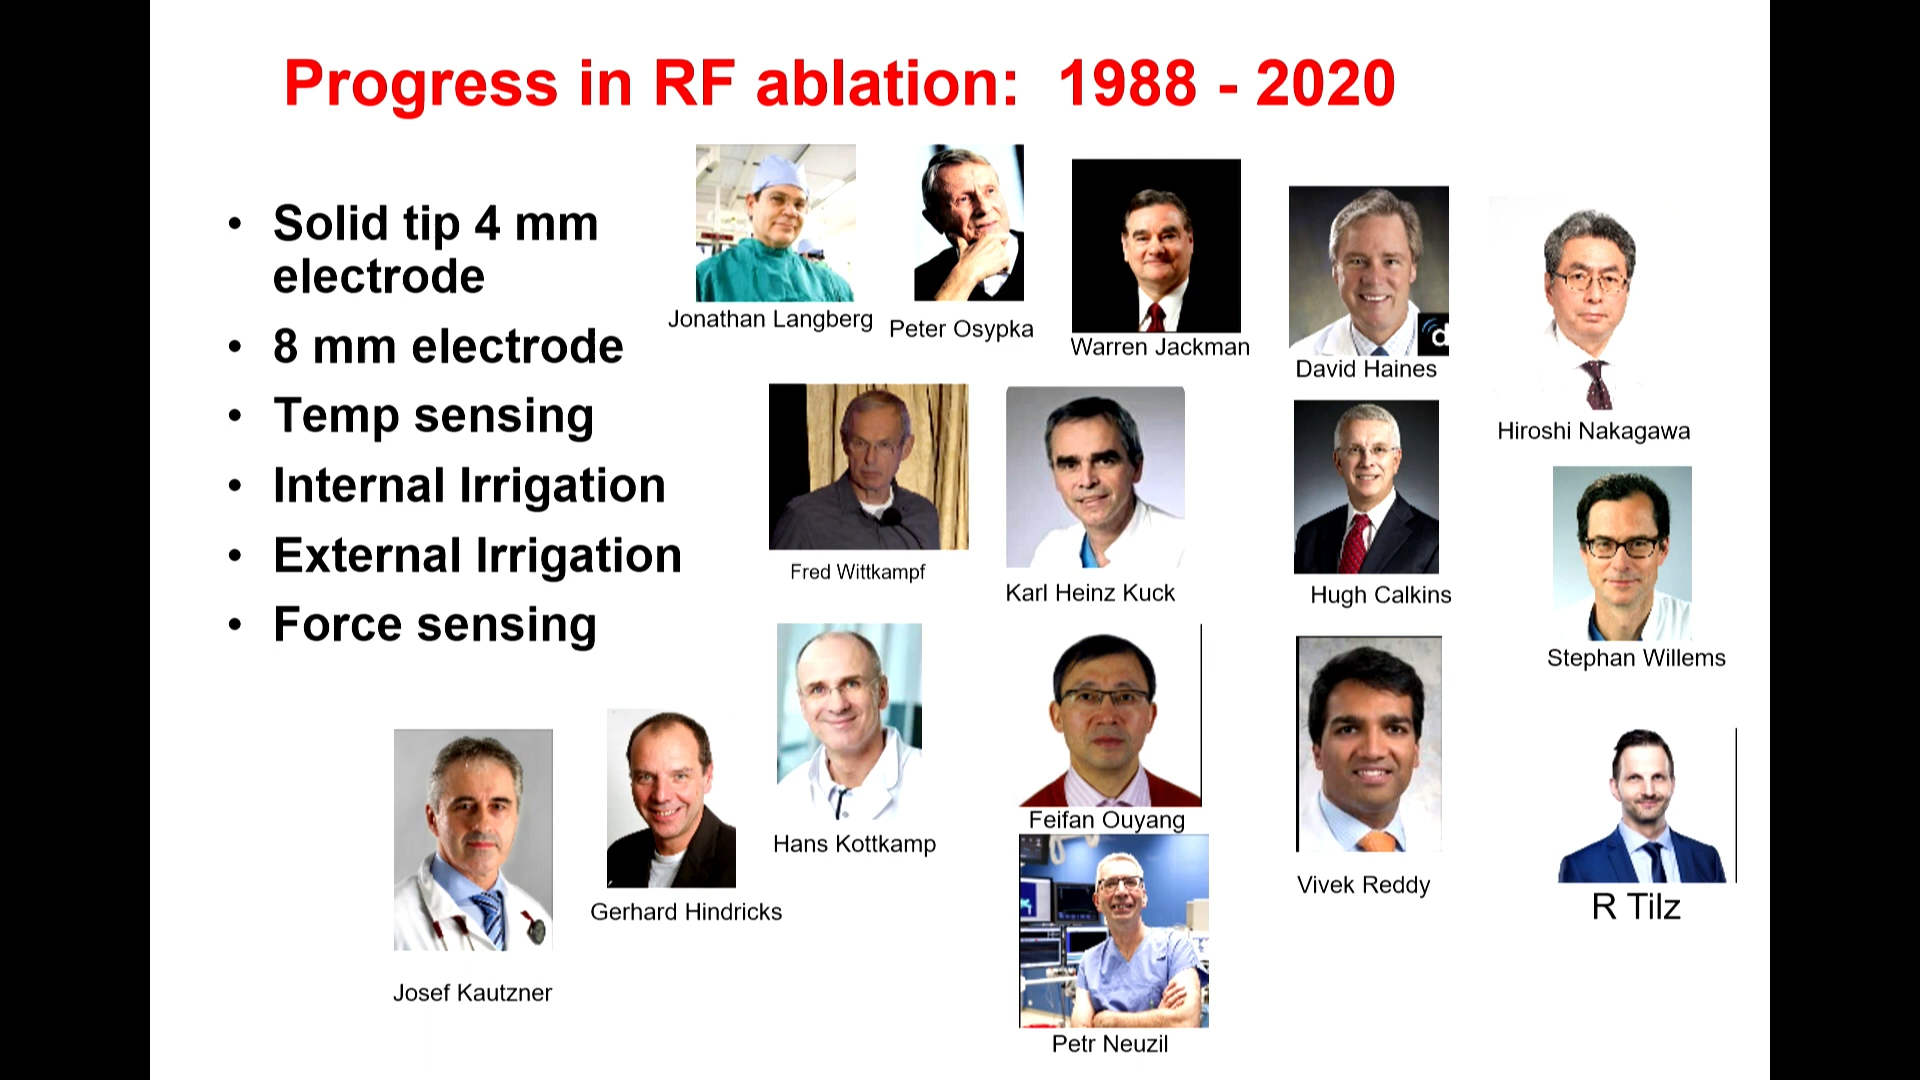 Progress in RF ablation: 1988 - 2020
• Solid tip 4 mm
electrode
• 8 mm electrode
• Temp sensing
• Internal Irrigation
• External Irrigation
• Force sensing
Jonathan Langberg
Peter Osypka
Warren Jackman
David Haines
d
Hiroshi Nakagawa
Fred Wittkampf
Karl Heinz Kuck
Hugh Calkins
Stephan Willems
Hans Kottkamp
Feifan Ouyang
Vivek Reddy
R Tilz
Gerhard Hindricks
Josef Kautzner
Petr Neuzil